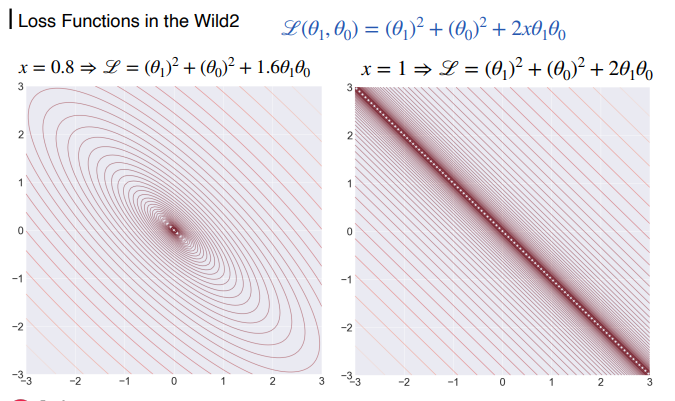 Loss Functions in the Wild2
ℒ(θ₁, θ₀) = (θ₁)² + (θ₀)² + 2xθ₁θ₀
x = 0.8 ⇒ ℒ = (θ₁)² + (θ₀)² + 1.6θ₁θ₀
x = 1 ⇒ ℒ = (θ₁)² + (θ₀)² + 2θ₁θ₀
3
2
1
0
−1
−2
−3
−3 −2 −1 0 1 2 3
3
2
1
0
−1
−2
−3
−3 −2 −1 0 1 2 3